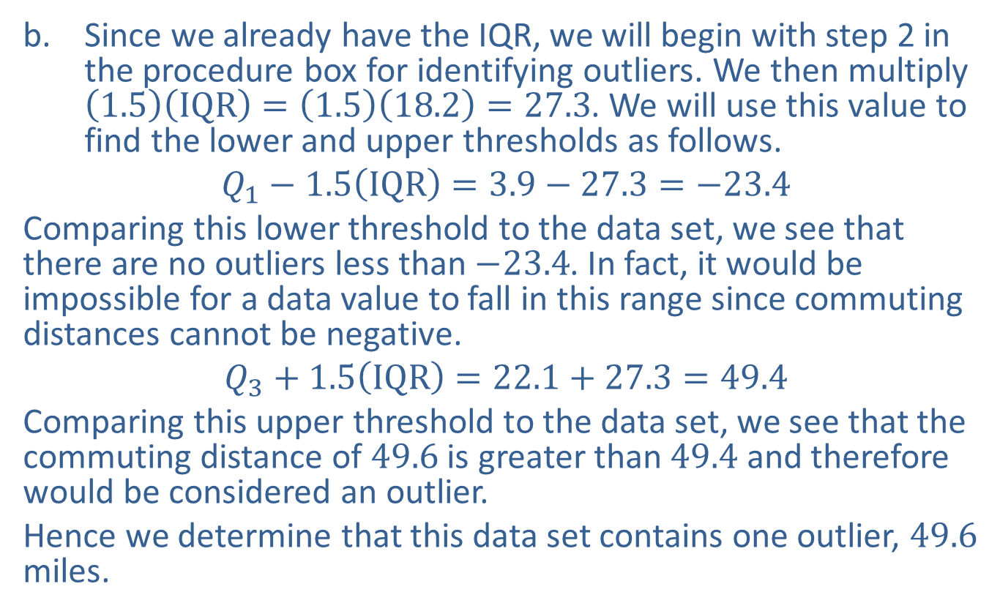 b. Since we already have the IQR, we will begin with step 2 in
the procedure box for identifying outliers. We then multiply
(1.5)(IQR) = (1.5)(18.2) = 27.3. We will use this value to
find the lower and upper thresholds as follows.
Q₁ − 1.5(IQR) = 3.9 − 27.3 = −23.4
Comparing this lower threshold to the data set, we see that
there are no outliers less than −23.4. In fact, it would be
impossible for a data value to fall in this range since commuting
distances cannot be negative.
Q₃ + 1.5(IQR) = 22.1 + 27.3 = 49.4
Comparing this upper threshold to the data set, we see that the
commuting distance of 49.6 is greater than 49.4 and therefore
would be considered an outlier.
Hence we determine that this data set contains one outlier, 49.6
miles.